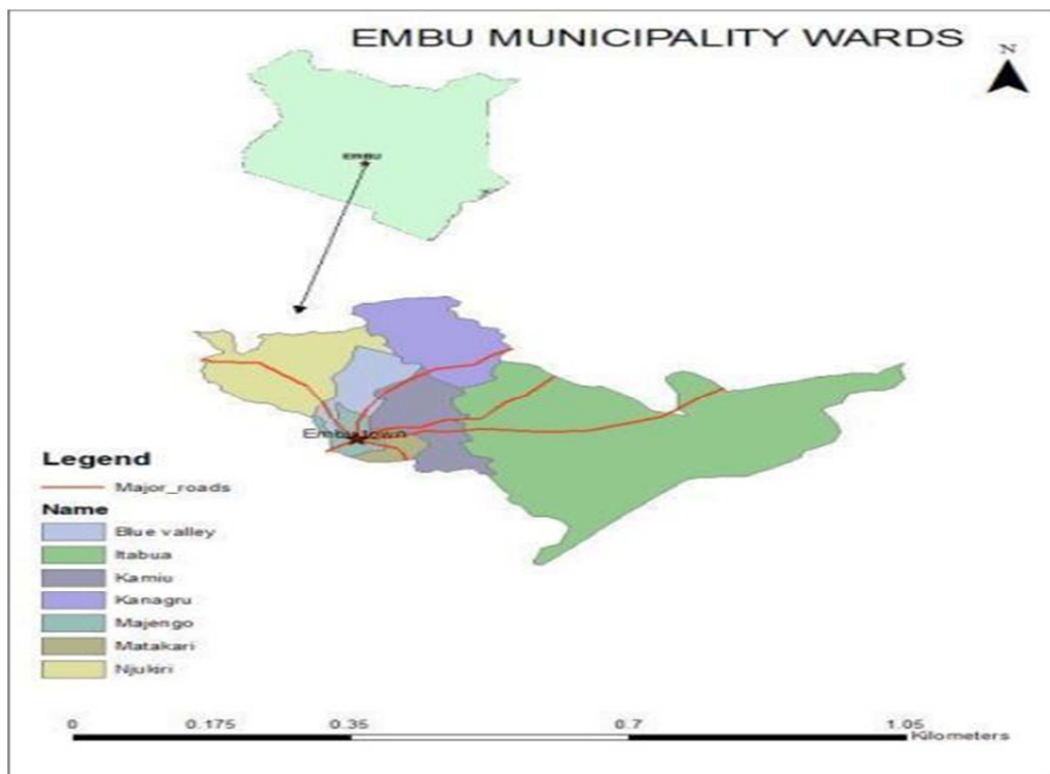 EMBU MUNICIPALITY WARDS
N
EMBU
Embu town
Legend
Major_roads
Name
Blue valley
Itabua
Kamiu
Kanagru
Majengo
Matakari
Njukiri
0 0.175 0.35 0.7 1.05
Kilometers